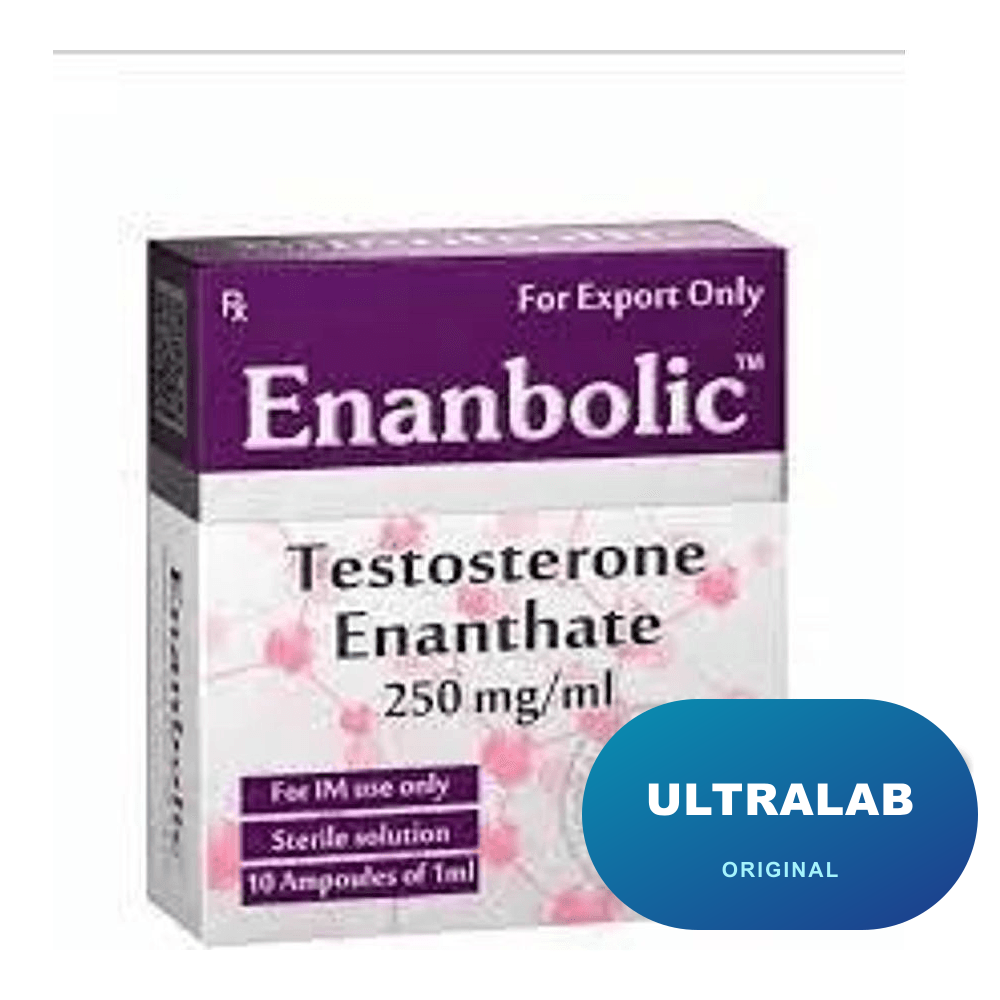 Rx
For Export Only
Enanbolic™
Testosterone
Enanthate
250 mg/ml
For IM use only
Sterile solution
10 Ampoules of 1ml
Enanbolic
ULTRALAB
ORIGINAL